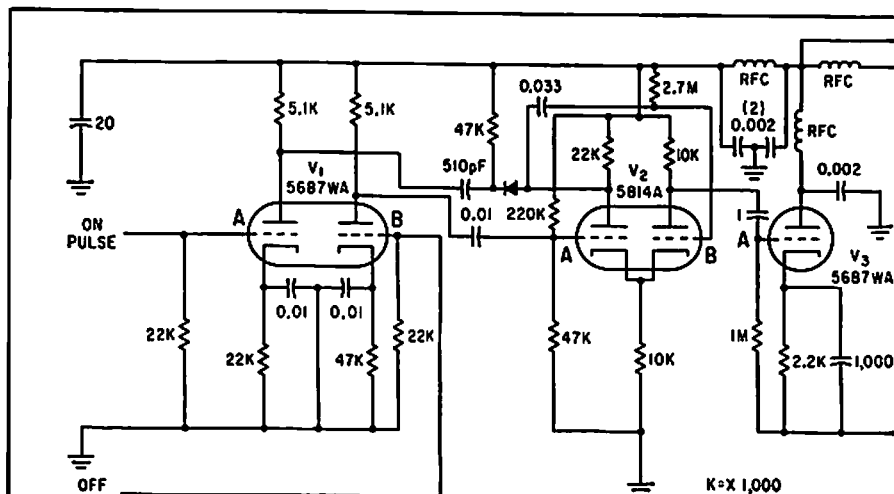 RFC
RFC
2.7M
0.033
(2)
0.002
5.1K
5.1K
20
47K
RFC
22K
10K
510pF
V2
5814A
0.002
V1
5687WA
220K
0.01
1
ON
PULSE
A
B
A
B
A
V3
5687WA
0.01
0.01
22K
22K
47K
22K
47K
10K
1M
2.2K
1,000
OFF
K=X 1,000